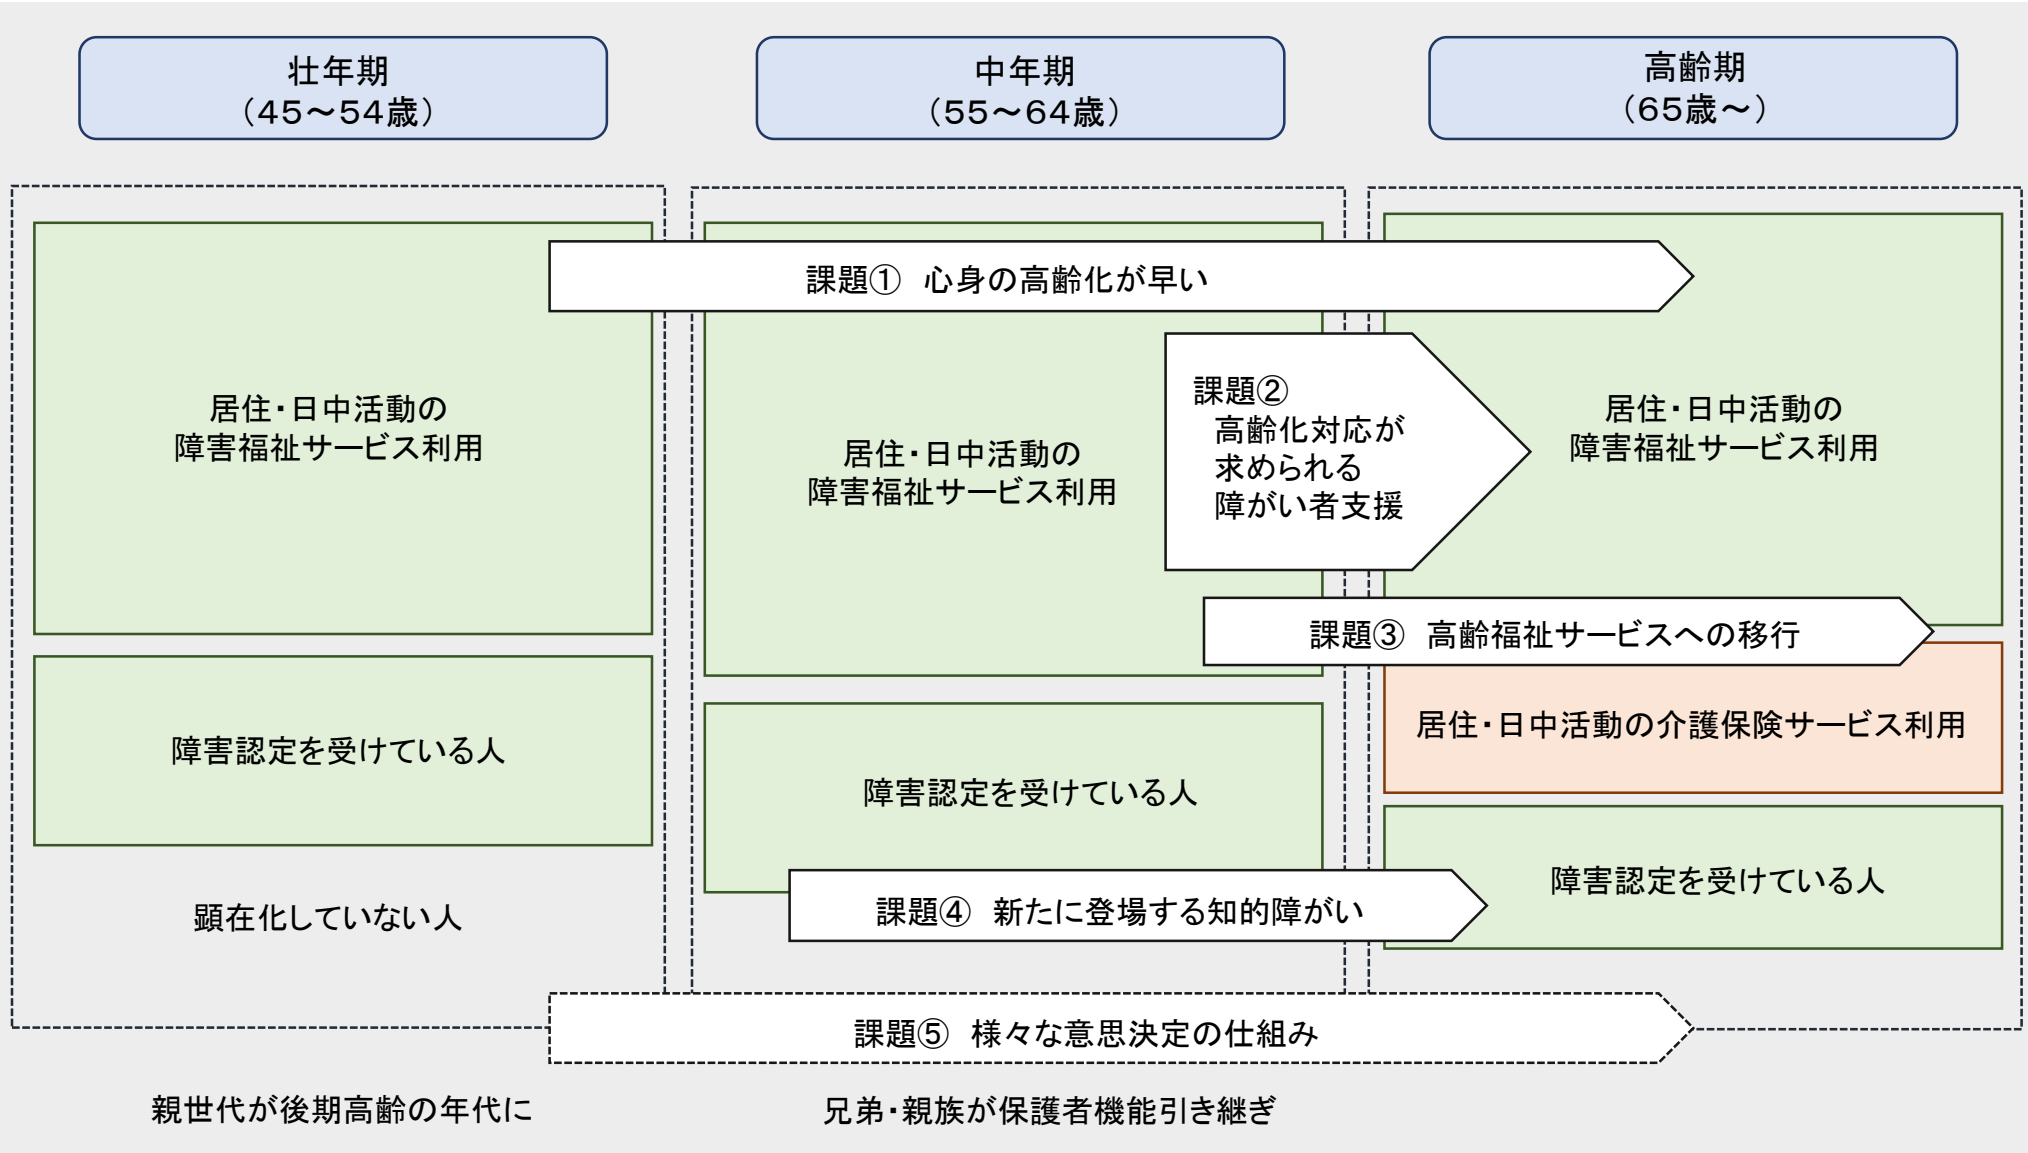 壮年期
（45～54歳）
中年期
（55～64歳）
高齢期
（65歳～）
課題①　心身の高齢化が早い
居住・日中活動の
障害福祉サービス利用
居住・日中活動の
障害福祉サービス利用
課題②
高齢化対応が
求められる
障がい者支援
居住・日中活動の
障害福祉サービス利用
課題③　高齢福祉サービスへの移行
居住・日中活動の介護保険サービス利用
障害認定を受けている人
障害認定を受けている人
障害認定を受けている人
顕在化していない人
課題④　新たに登場する知的障がい
課題⑤　様々な意思決定の仕組み
親世代が後期高齢の年代に
兄弟・親族が保護者機能引き継ぎ